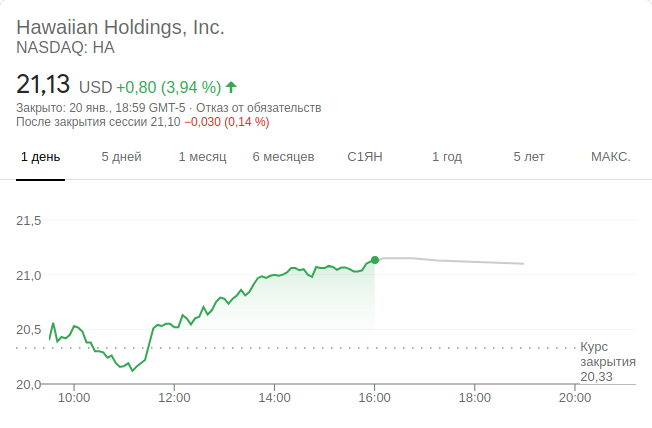 Hawaiian Holdings, Inc.
NASDAQ: HA
21,13 USD +0,80 (3,94 %)
Закрыто: 20 янв., 18:59 GMT-5 · Отказ от обязательств
После закрытия сессии 21,10 −0,030 (0,14 %)
1 день 5 дней 1 месяц 6 месяцев С1ЯН 1 год 5 лет МАКС.
21,5
21,0
20,5
20,0
Курс
закрытия
20,33
10:00 12:00 14:00 16:00 18:00 20:00